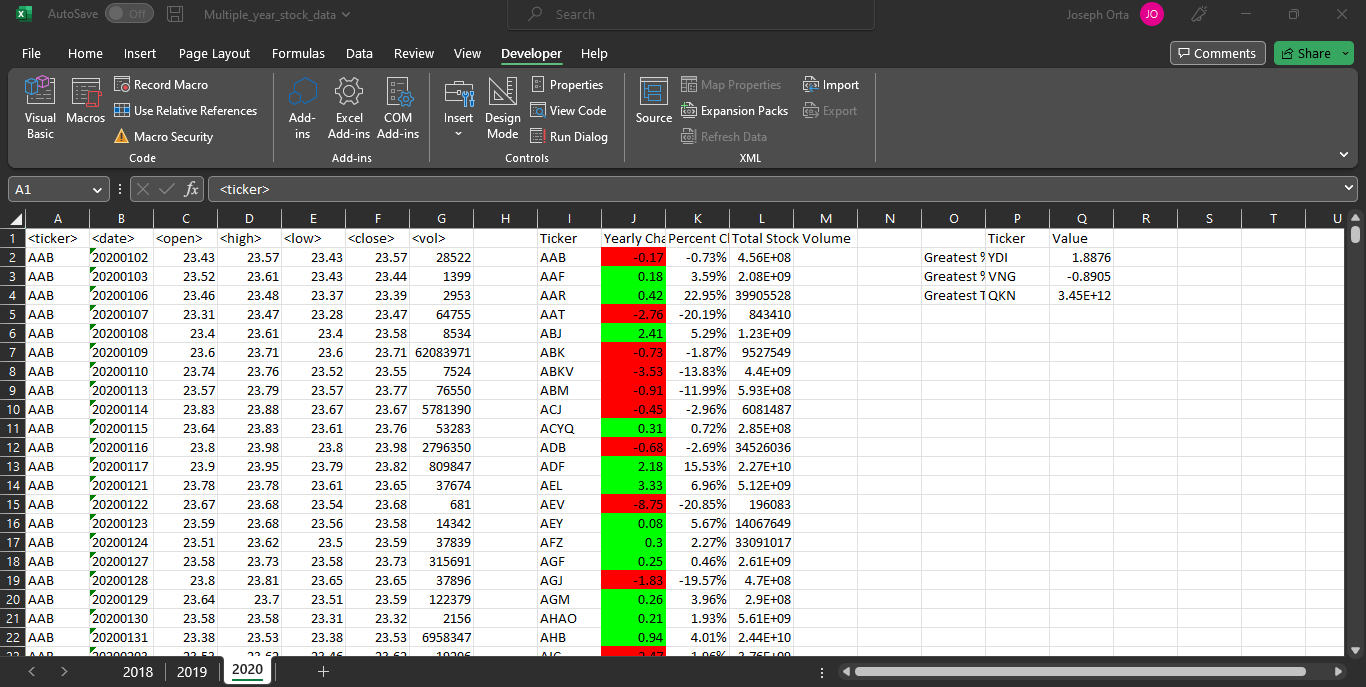 AutoSave Off Multiple_year_stock_data Search Joseph Orta JO
File Home Insert Page Layout Formulas Data Review View Developer Help Comments Share
Visual Basic
Macros
Record Macro
Use Relative References
Macro Security
Code
Add-ins
Excel Add-ins
COM Add-ins
Add-ins
Insert
Design Mode
Properties
View Code
Run Dialog
Controls
Source
Map Properties
Expansion Packs
Refresh Data
Import
Export
XML
A1 fx <ticker>
A B C D E F G H I J K L M N O P Q R S T U
1 <ticker> <date> <open> <high> <low> <close> <vol> Ticker Yearly Cha Percent Cl Total Stock Volume Ticker Value
2 AAB 20200102 23.43 23.57 23.43 23.57 28522 AAB -0.17 -0.73% 4.56E+08 Greatest % YDI 1.8876
3 AAB 20200103 23.52 23.61 23.43 23.44 1399 AAF 0.18 3.59% 2.08E+09 Greatest % VNG -0.8905
4 AAB 20200106 23.46 23.48 23.37 23.39 2953 AAR 0.42 22.95% 39905528 Greatest T QKN 3.45E+12
5 AAB 20200107 23.31 23.47 23.28 23.47 64755 AAT -2.76 -20.19% 843410
6 AAB 20200108 23.4 23.61 23.4 23.58 8534 ABJ 2.41 5.29% 1.23E+09
7 AAB 20200109 23.6 23.71 23.6 23.71 62083971 ABK -0.73 -1.87% 9527549
8 AAB 20200110 23.74 23.76 23.52 23.55 7524 ABKV -3.53 -13.83% 4.4E+09
9 AAB 20200113 23.57 23.79 23.57 23.77 76550 ABM -0.91 -11.99% 5.93E+08
10 AAB 20200114 23.83 23.88 23.67 23.67 5781390 ACJ -0.45 -2.96% 6081487
11 AAB 20200115 23.64 23.83 23.61 23.76 53283 ACYQ 0.31 0.72% 2.85E+08
12 AAB 20200116 23.8 23.98 23.8 23.98 2796350 ADB -0.68 -2.69% 34526036
13 AAB 20200117 23.9 23.95 23.79 23.82 809847 ADF 2.18 15.53% 2.27E+10
14 AAB 20200121 23.78 23.78 23.61 23.65 37674 AEL 3.33 6.96% 5.12E+09
15 AAB 20200122 23.67 23.68 23.54 23.68 681 AEV -8.75 -20.85% 196083
16 AAB 20200123 23.59 23.68 23.56 23.58 14342 AEY 0.08 5.67% 14067649
17 AAB 20200124 23.51 23.62 23.5 23.59 37839 AFZ 0.3 2.27% 33091017
18 AAB 20200127 23.58 23.73 23.58 23.73 315691 AGF 0.25 0.46% 2.61E+09
19 AAB 20200128 23.8 23.81 23.65 23.65 37896 AGJ -1.83 -19.57% 4.7E+08
20 AAB 20200129 23.64 23.7 23.51 23.59 122379 AGM 0.26 3.96% 2.9E+08
21 AAB 20200130 23.58 23.58 23.31 23.32 2156 AHAO 0.21 1.93% 5.61E+09
22 AAB 20200131 23.38 23.53 23.38 23.53 6958347 AHB 0.94 4.01% 2.44E+10
2018 2019 2020